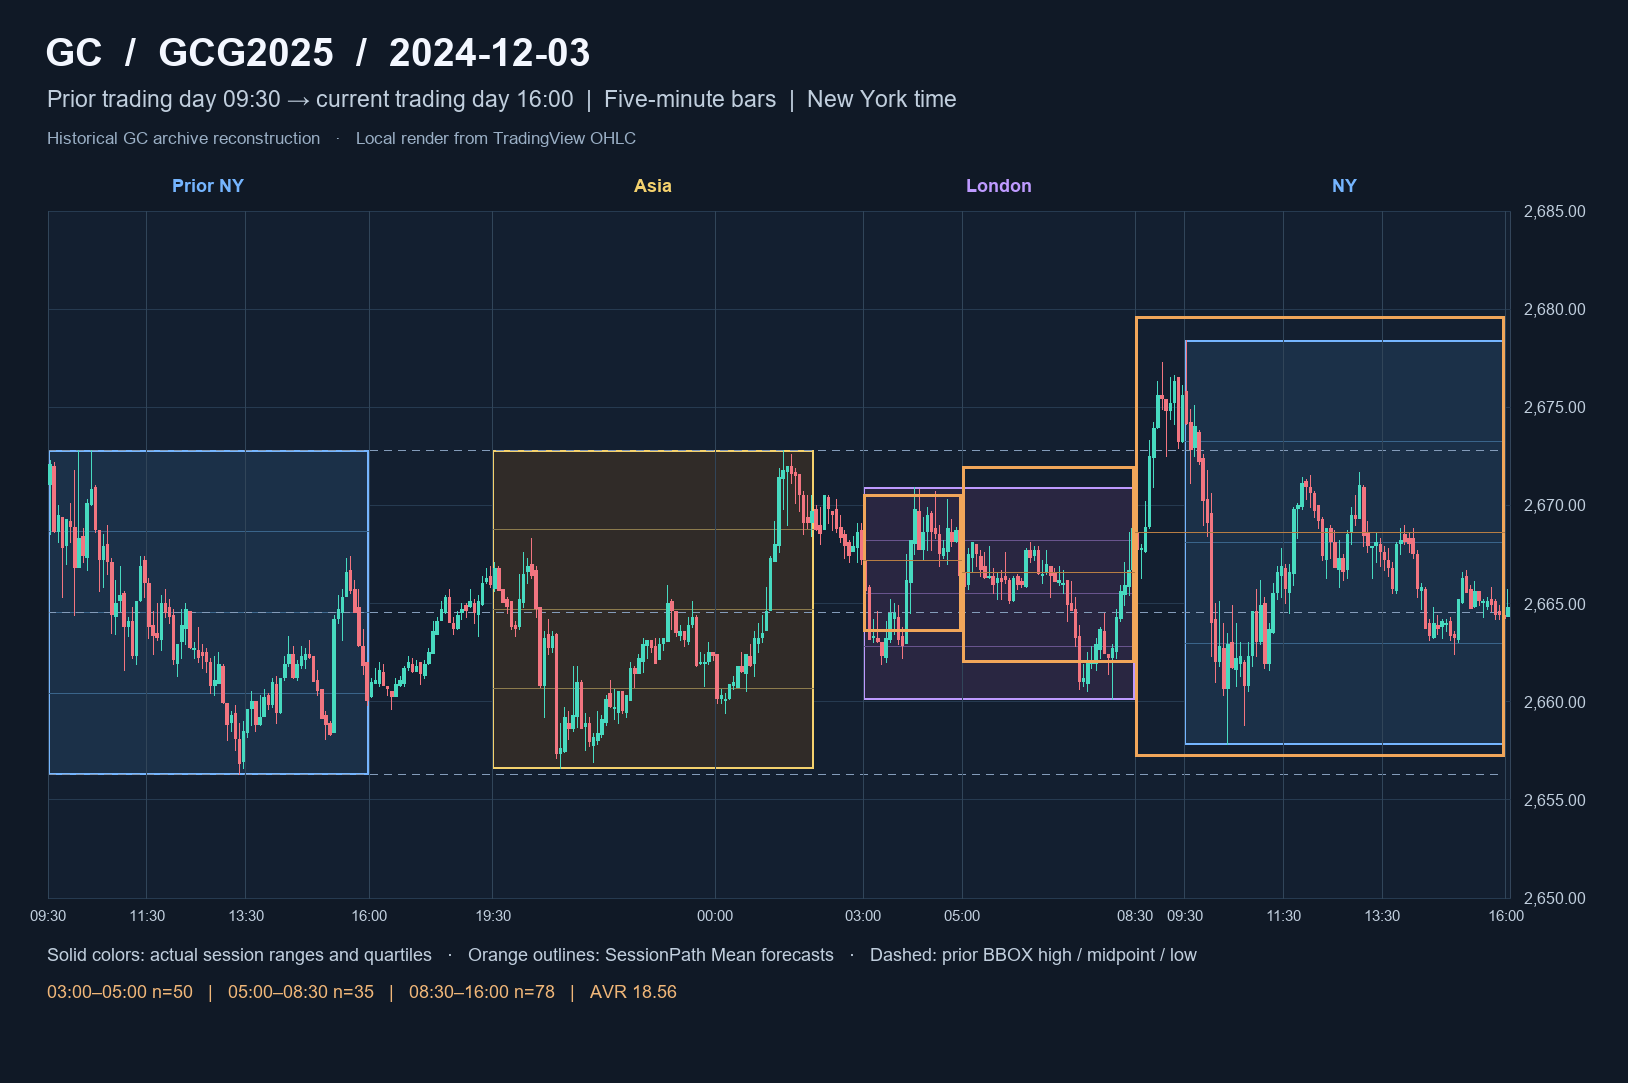 GC / GCG2025 / 2024-12-03
Prior trading day 09:30 → current trading day 16:00 | Five-minute bars | New York time
Historical GC archive reconstruction · Local render from TradingView OHLC
Prior NY Asia London NY
2,685.00
2,680.00
2,675.00
2,670.00
2,665.00
2,660.00
2,655.00
2,650.00
09:30 11:30 13:30 16:00 19:30 00:00 03:00 05:00 08:30 09:30 11:30 13:30 16:00
Solid colors: actual session ranges and quartiles · Orange outlines: SessionPath Mean forecasts · Dashed: prior BBOX high / midpoint / low
03:00–05:00 n=50 | 05:00–08:30 n=35 | 08:30–16:00 n=78 | AVR 18.56